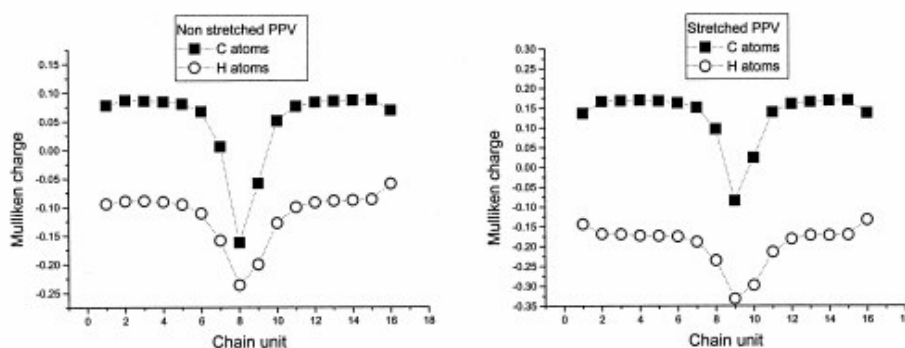 Non stretched PPV
C atoms
H atoms
0.15
0.10
0.05
0.00
-0.05
-0.10
-0.15
-0.20
-0.25
Mulliken charge
0 2 4 6 8 10 12 14 16 18
Chain unit
Stretched PPV
C atoms
H atoms
0.30
0.25
0.20
0.15
0.10
0.05
0.00
-0.05
-0.10
-0.15
-0.20
-0.25
-0.30
-0.35
Mulliken charge
0 2 4 6 8 10 12 14 16 18
Chain unit